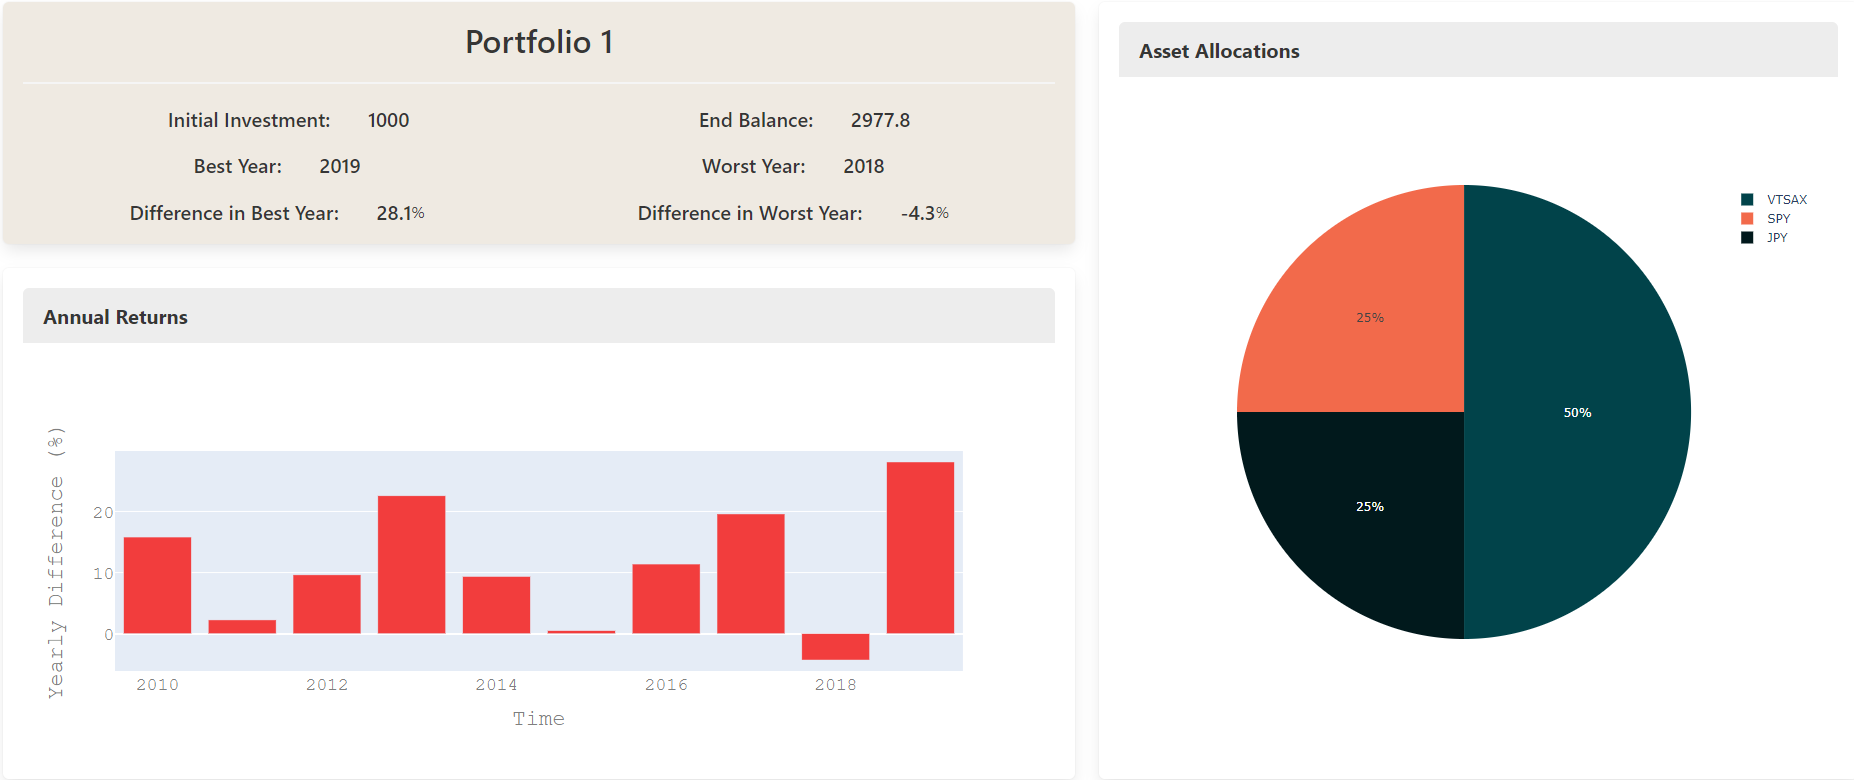 Portfolio 1
Initial Investment: 1000 End Balance: 2977.8
Best Year: 2019 Worst Year: 2018
Difference in Best Year: 28.1% Difference in Worst Year: -4.3%
Annual Returns
Yearly Difference (%)
20
10
0
2010 2012 2014 2016 2018
Time
Asset Allocations
VTSAX
SPY
JPY
25%
50%
25%